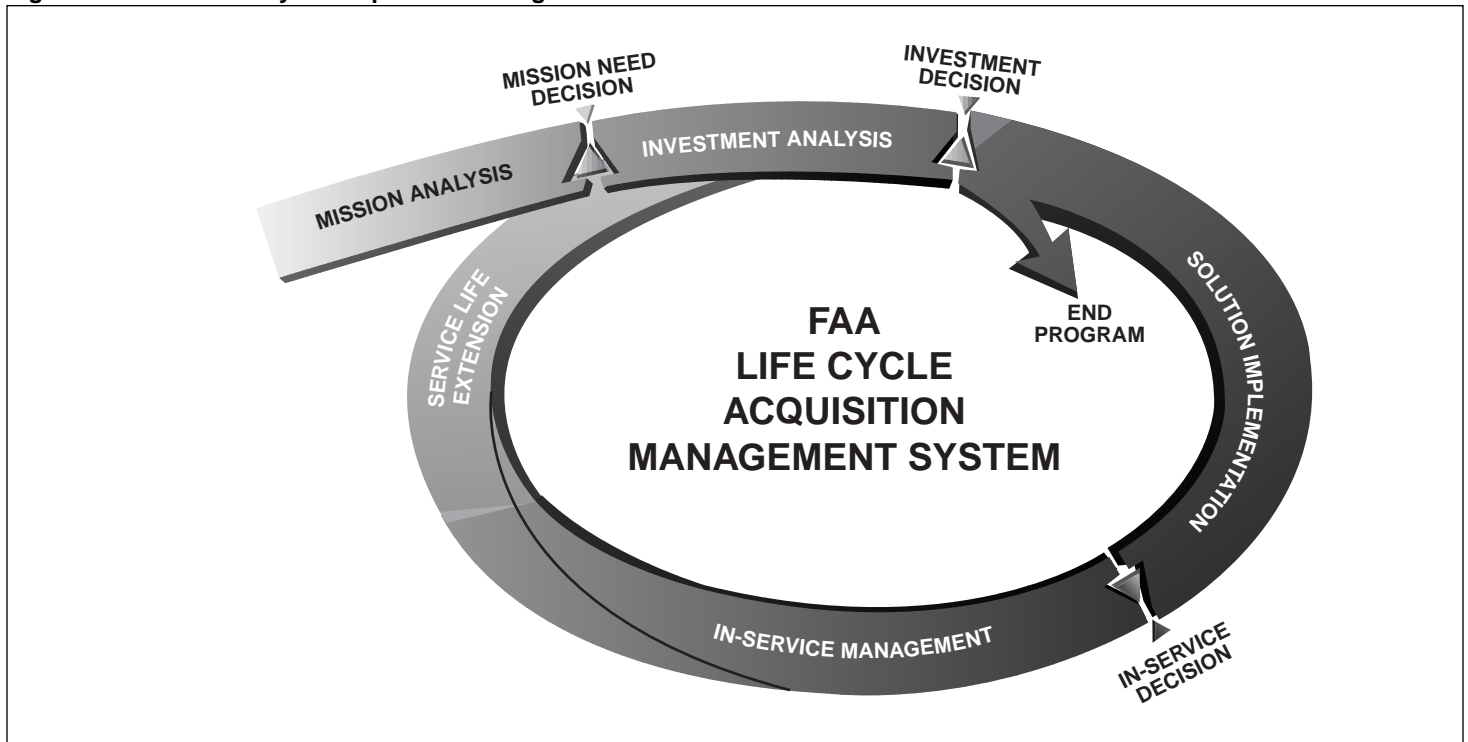 MISSION NEED
DECISION
INVESTMENT
DECISION
MISSION ANALYSIS
INVESTMENT ANALYSIS
SERVICE LIFE
EXTENSION
SOLUTION IMPLEMENTATION
END
PROGRAM
FAA
LIFE CYCLE
ACQUISITION
MANAGEMENT SYSTEM
IN-SERVICE MANAGEMENT
IN-SERVICE
DECISION